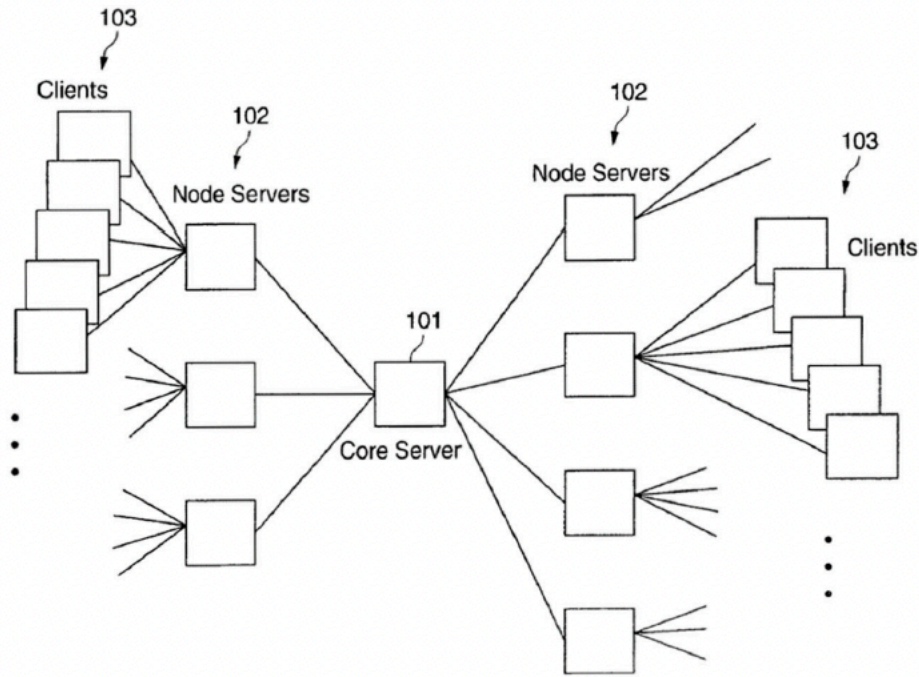 103
Clients
102
Node Servers
102
Node Servers
103
Clients
101
Core Server